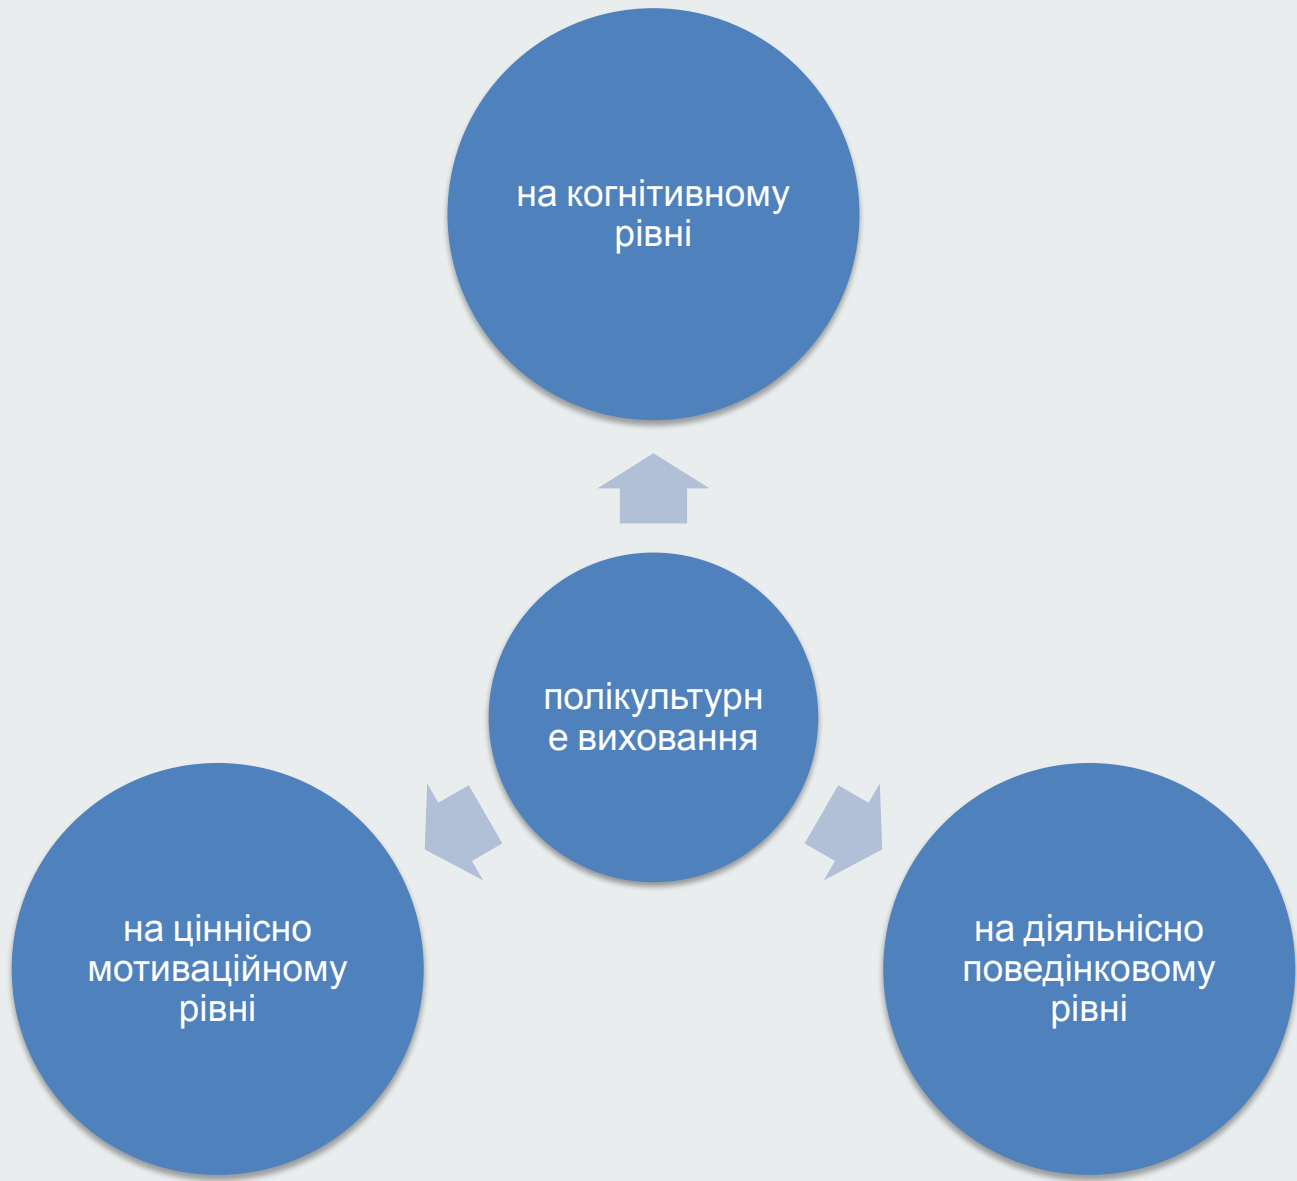 на когнітивному
рівні
полікультурн
е виховання
на ціннісно
мотиваційному
рівні
на діяльнісно
поведінковому
рівні